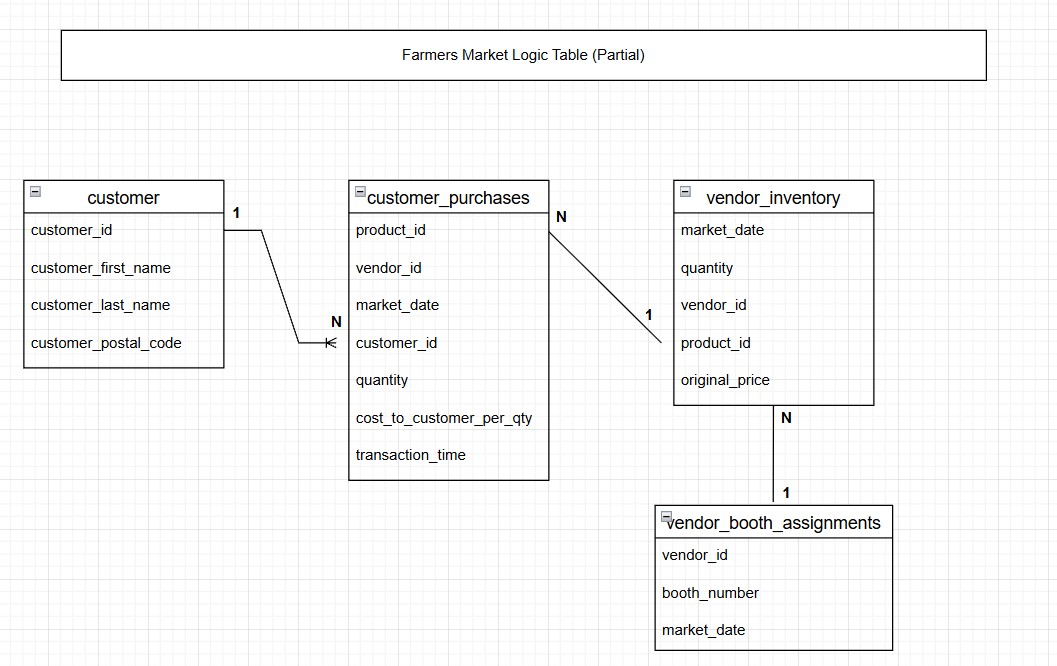 Farmers Market Logic Table (Partial)
customer
customer_id
customer_first_name
customer_last_name
customer_postal_code
1
N
customer_purchases
product_id
vendor_id
market_date
customer_id
quantity
cost_to_customer_per_qty
transaction_time
N
1
vendor_inventory
market_date
quantity
vendor_id
product_id
original_price
N
1
vendor_booth_assignments
vendor_id
booth_number
market_date